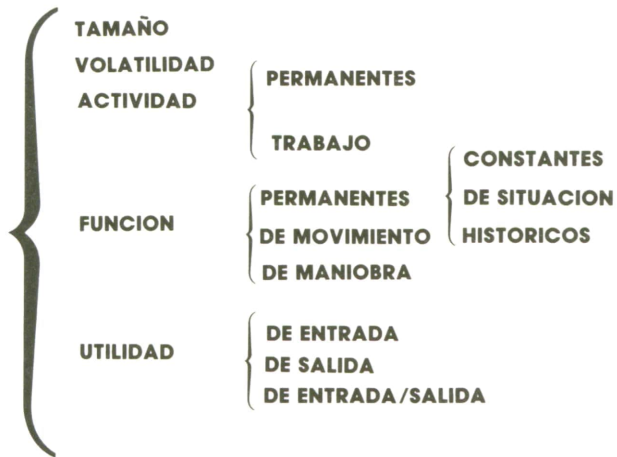 TAMAÑO
VOLATILIDAD
ACTIVIDAD
PERMANENTES
TRABAJO
FUNCION
PERMANENTES
DE MOVIMIENTO
DE MANIOBRA
CONSTANTES
DE SITUACION
HISTORICOS
UTILIDAD
DE ENTRADA
DE SALIDA
DE ENTRADA/SALIDA